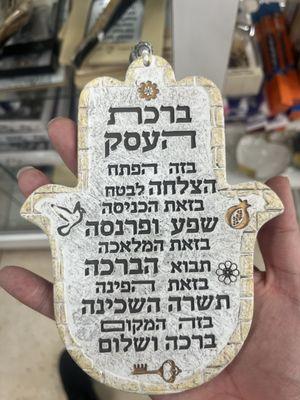 ברכת
העסק
בזה הפתח
הצלחה לבטח
בזאת הכניסה
שפע ופרנסה
בזאת המלאכה
תבוא הברכה
בזאת הפינה
תשרה השכינה
בזה המקום
ברכה ושלום